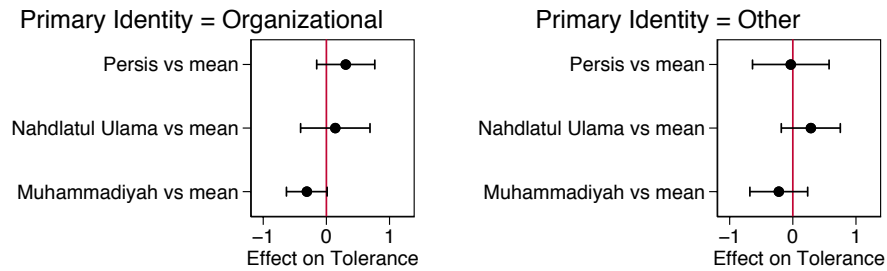 Primary Identity = Organizational
Persis vs mean
Nahdlatul Ulama vs mean
Muhammadiyah vs mean
−1 0 1
Effect on Tolerance
Primary Identity = Other
Persis vs mean
Nahdlatul Ulama vs mean
Muhammadiyah vs mean
−1 0 1
Effect on Tolerance